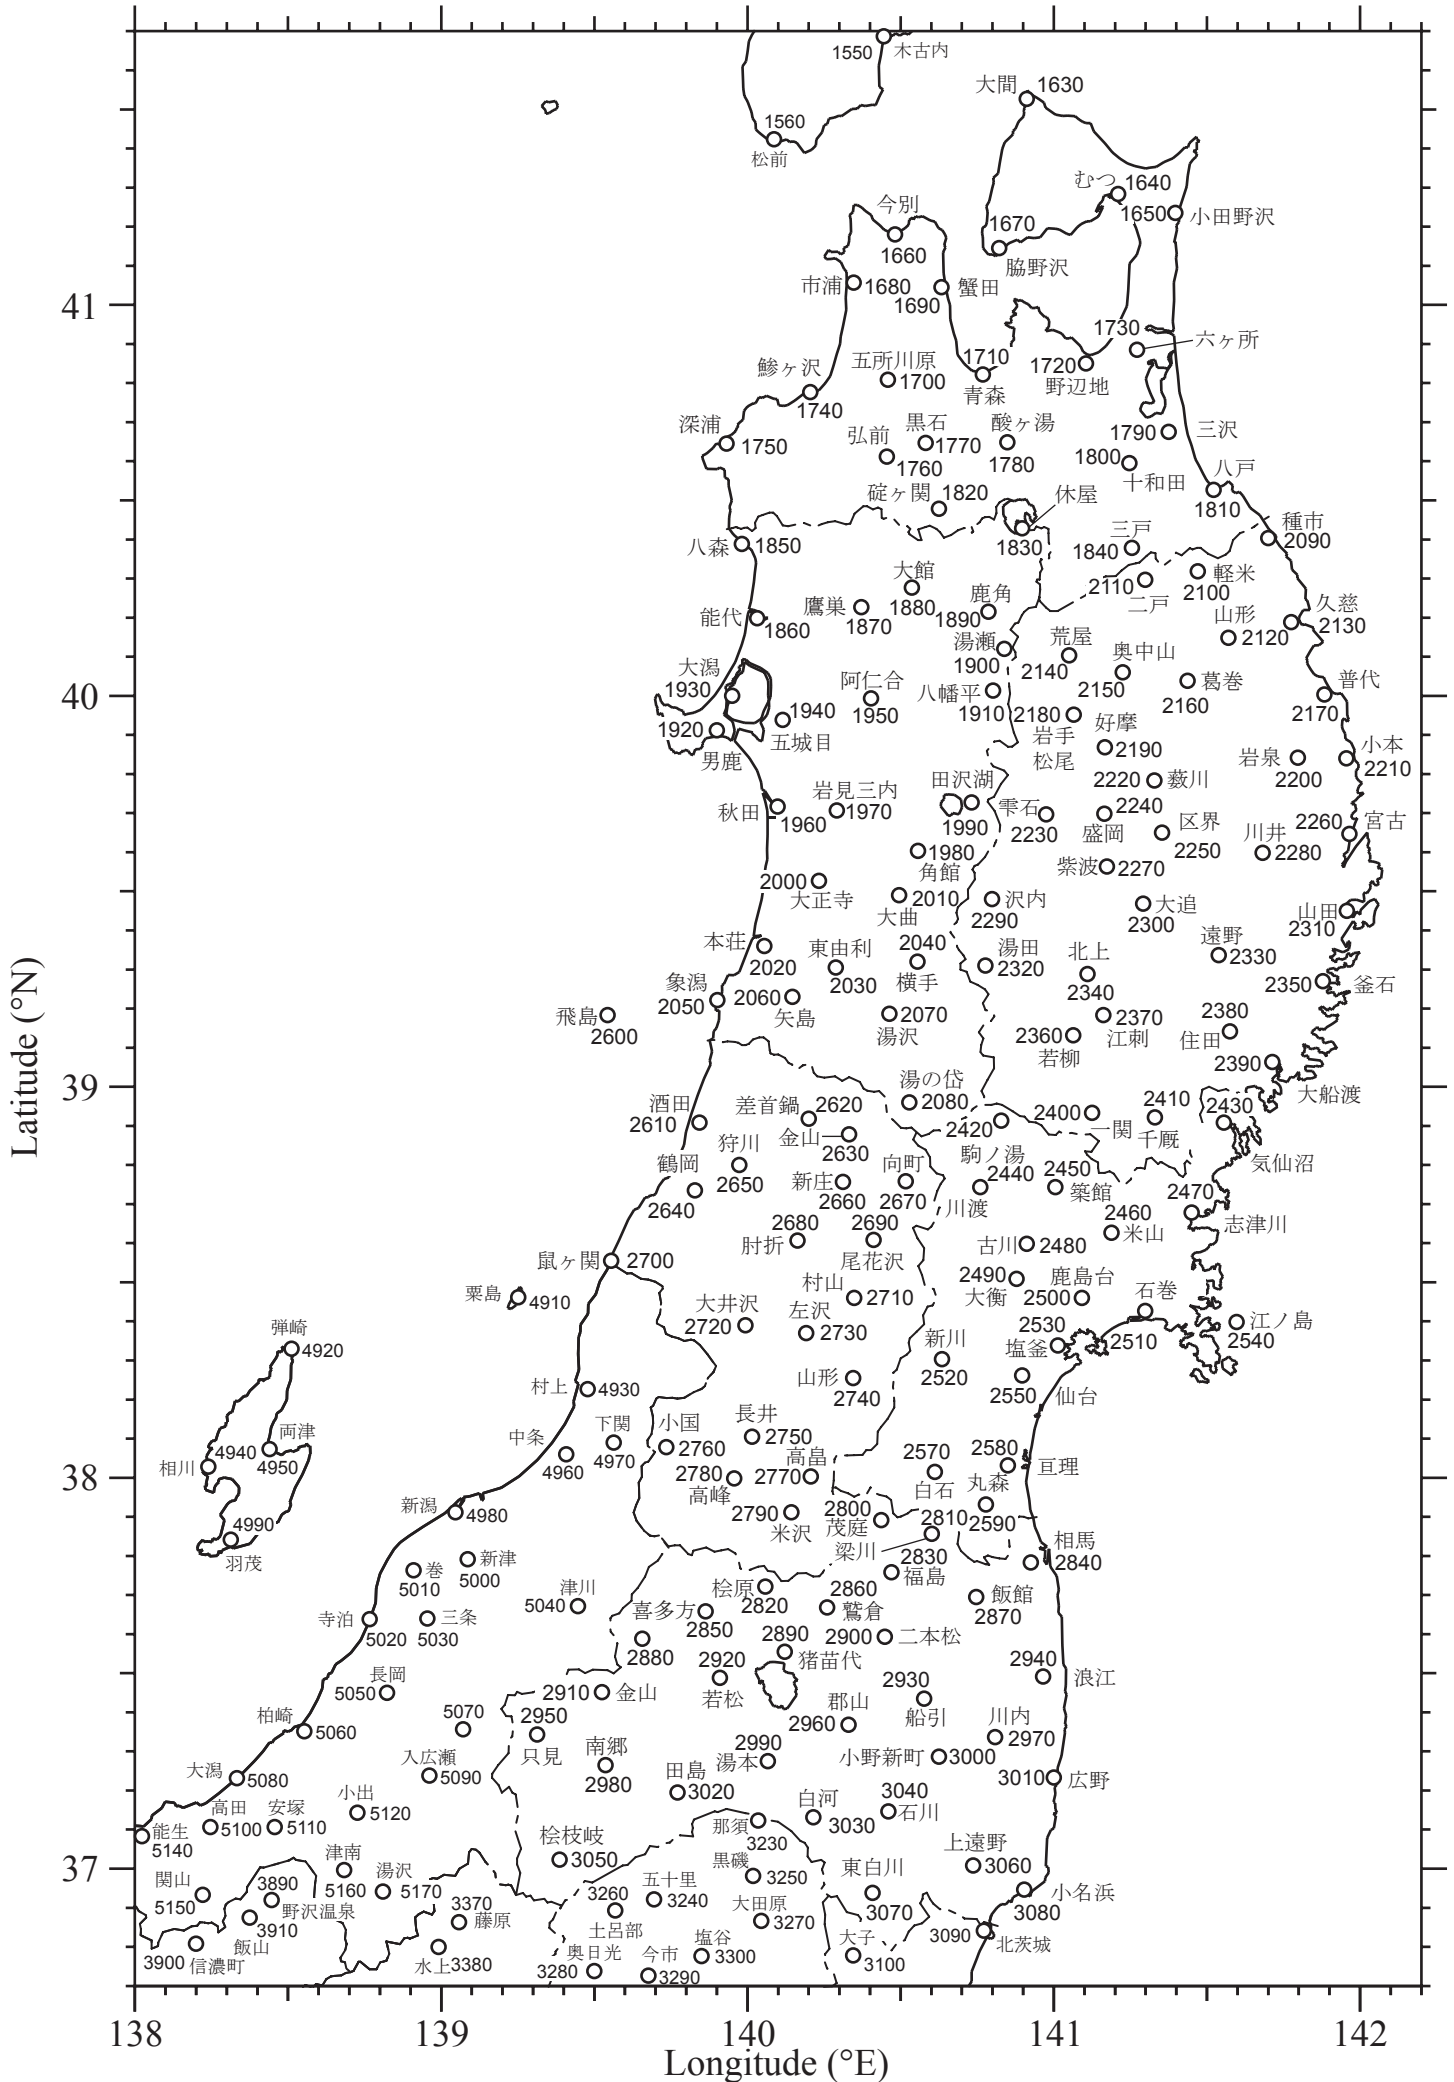 1550 木古内
大間 1630
1560
松前
むつ 1640
1650 小田野沢
今別
1660
1670
脇野沢
市浦 1680
1690 蟹田
41
1730
六ヶ所
五所川原
1700
1710
青森
1720
野辺地
鰺ヶ沢
1740
深浦
1750
弘前
1760
黒石
1770
酸ヶ湯
1780
1790 三沢
1800
十和田
八戸
1810
碇ヶ関 1820
休屋
1830
種市
2090
八森 1850
三戸
1840
2110
二戸
軽米
2100
大館
1880
鷹巣
1870
鹿角
1890
能代
1860
山形
2120
久慈
2130
湯瀬
1900
荒屋
2140
奥中山
2150
葛巻
2160
大潟
1930
阿仁合
1950
八幡平
1910
普代
2170
40
1940
五城目
1920
男鹿
2180
岩手
松尾
好摩
2190
岩泉
2200
小本
2210
2220 薮川
田沢湖
1990
岩見三内
1970
秋田
1960
雫石
2230
2240
盛岡
区界
2250
川井
2280
2260 宮古
1980
角館
紫波 2270
2000
大正寺
2010
大曲
沢内
2290
大迫
2300
山田
2310
本荘
2020
東由利
2030
2040
横手
湯田
2320
北上
2340
遠野
2330
象潟
2050
2060
矢島
2350 釜石
飛島
2600
2070
湯沢
2360
若柳
2370
江刺
2380
住田
2390
大船渡
39
湯の岱
2080
酒田
2610
差首鍋 2620
金山
2630
2420
駒ノ湯
2400
一関
2410
千厩
2430
気仙沼
狩川
2650
鶴岡
2640
新庄
2660
向町
2670
2440
川渡
2450
築館
2460
米山
2470
志津川
2680
肘折
2690
尾花沢
古川 2480
鼠ヶ関 2700
2490
大衡
鹿島台
2500
石巻
2510
粟島
4910
村山
2710
大井沢
2720
左沢
2730
新川
2520
2530
塩釜
江ノ島
2540
弾崎
4920
山形
2740
2550
仙台
村上 4930
中条
4960
下関
4970
小国
2760
長井
2750
両津
4950
4940
相川
38
2780
高峰
高畠
2770
2570
白石
2580
亘理
新潟
4980
2790
米沢
2800
茂庭
2810
梁川
丸森
2590
4990
羽茂
2830
福島
相馬
2840
巻
5010
新津
5000
桧原
2820
2860
鷲倉
飯館
2870
津川
5040
喜多方
2850
寺泊
5020
三条
5030
2880
2890
猪苗代
2900 二本松
長岡
5050
2910 金山
2920
若松
2930
船引
2940
浪江
柏崎
5060
5070
2950
只見
郡山
2960
川内
2970
大潟
5080
入広瀬
5090
南郷
2980
2990
湯本
小野新町 3000
田島
3020
3010 広野
高田
5100
安塚
5110
小出
5120
能生
5140
那須
3230
白河
3030
3040
石川
37
桧枝岐
3050
上遠野
3060
関山
5150
3890
野沢温泉
津南
5160
湯沢
5170
黒磯
3250
東白川
3070
小名浜
3080
3910
飯山
3370
藤原
3260
土呂部
五十里
3240
大田原
3270
3900
信濃町
水上 3380
奥日光
3280
今市
3290
塩谷
3300
大子
3100
3090
北茨城
138 139 140 141 142
Longitude (°E)
Latitude (°N)